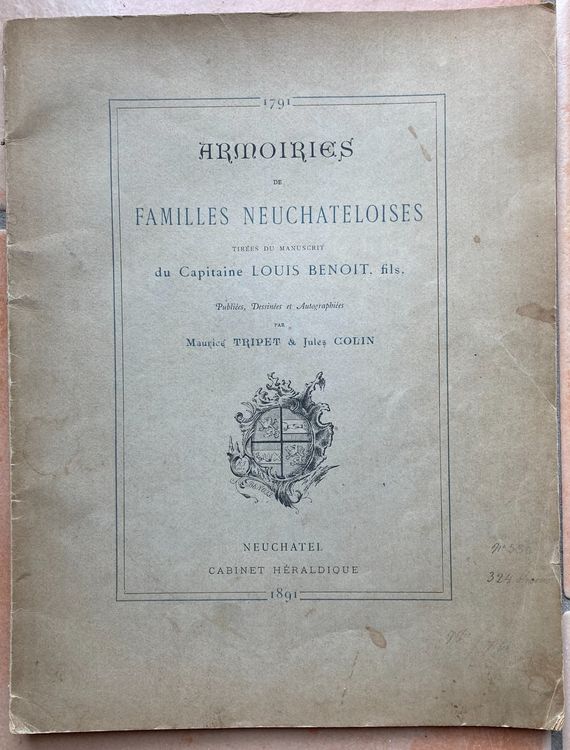 1791
ARMOIRIES
DE
FAMILLES NEUCHATELOISES
TIRÉES DU MANUSCRIT
du Capitaine LOUIS BENOIT, fils.
Publiées, Dessinées et Autographiées
PAR
Maurice TRIPET & Jules COLIN
NEUCHATEL
CABINET HÉRALDIQUE
1891
324